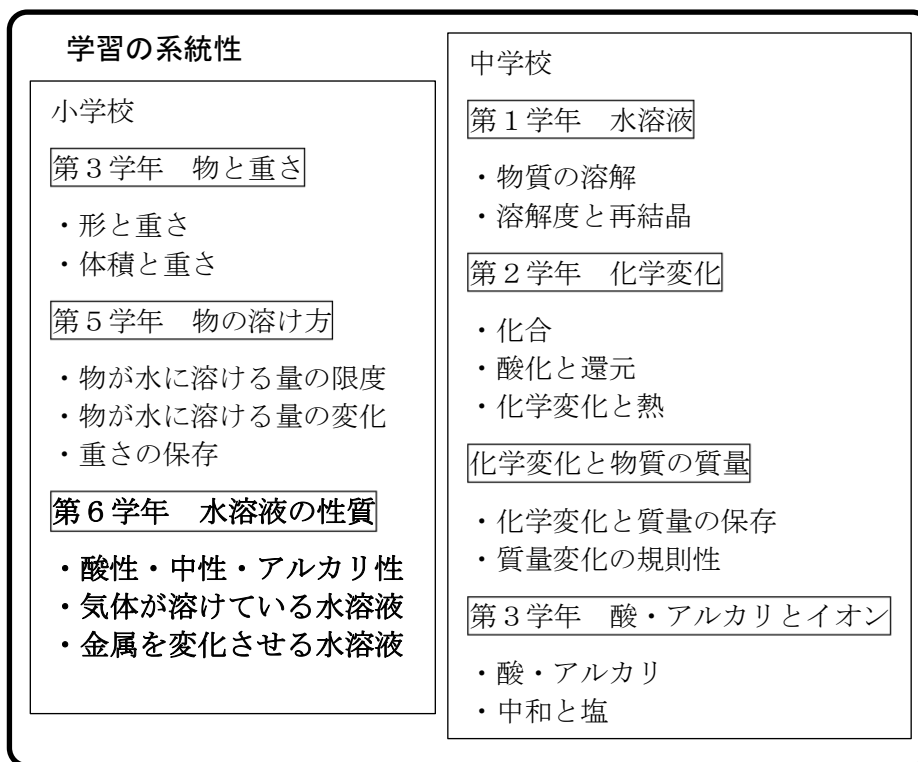 学習の系統性
小学校
第３学年　物と重さ
・形と重さ
・体積と重さ
第５学年　物の溶け方
・物が水に溶ける量の限度
・物が水に溶ける量の変化
・重さの保存
第６学年　水溶液の性質
・酸性・中性・アルカリ性
・気体が溶けている水溶液
・金属を変化させる水溶液
中学校
第１学年　水溶液
・物質の溶解
・溶解度と再結晶
第２学年　化学変化
・化合
・酸化と還元
・化学変化と熱
化学変化と物質の質量
・化学変化と質量の保存
・質量変化の規則性
第３学年　酸・アルカリとイオン
・酸・アルカリ
・中和と塩